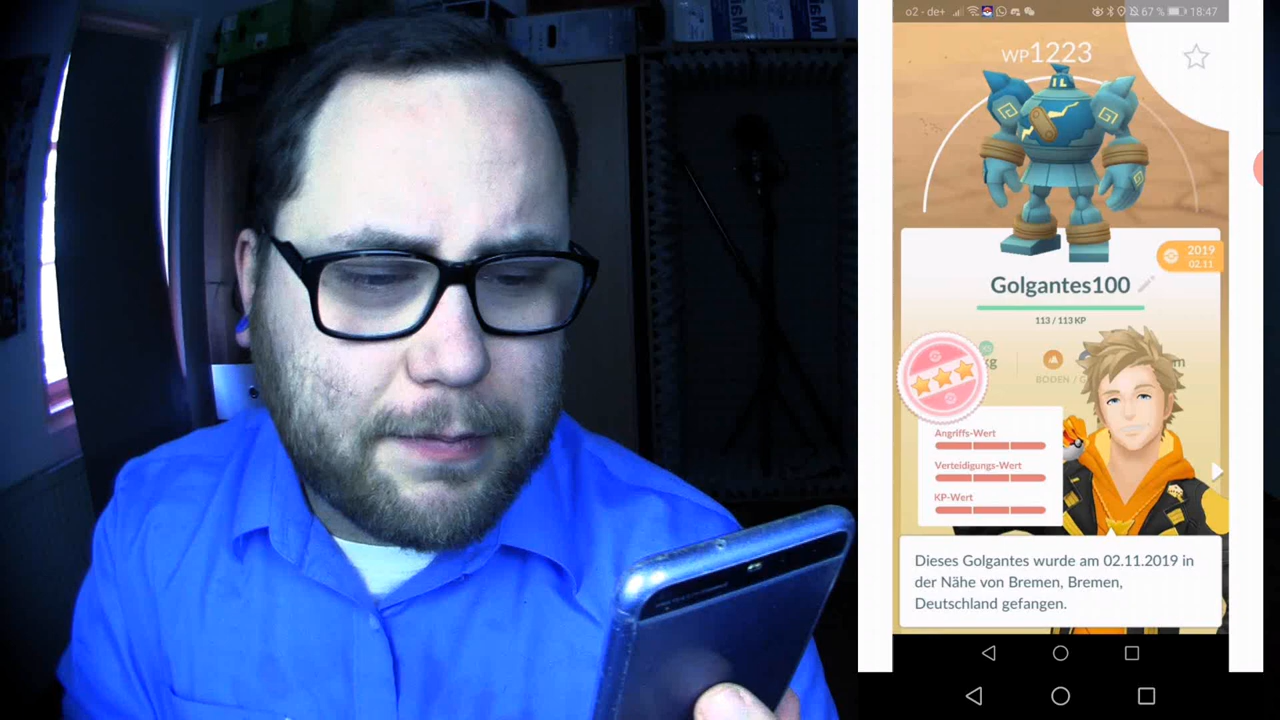 o2 - de+ 67 % 18:47
WP1223
2019
02.11
Golgantes100
113 / 113 KP
kg
m
BODEN / G
Angriffs-Wert
Verteidigungs-Wert
KP-Wert
Dieses Golgantes wurde am 02.11.2019 in
der Nähe von Bremen, Bremen,
Deutschland gefangen.